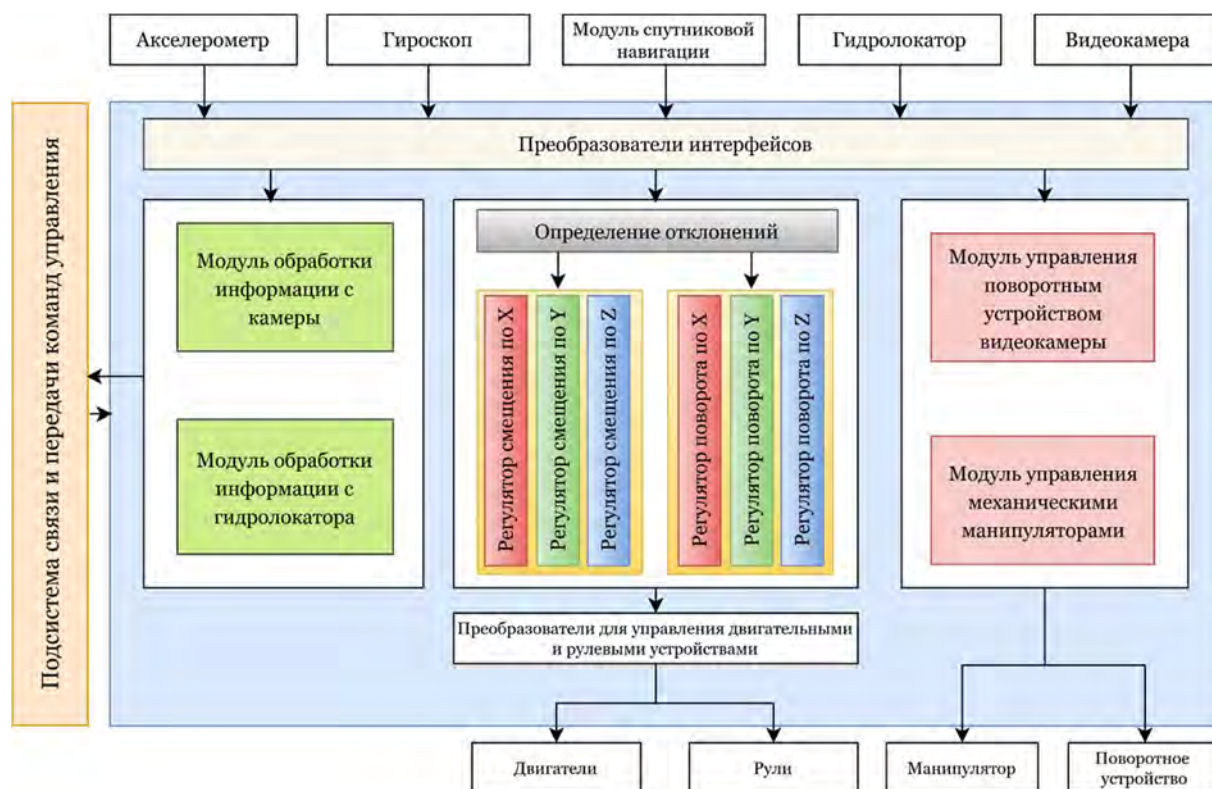 Акселерометр
Гироскоп
Модуль спутниковой
навигации
Гидролокатор
Видеокамера
Подсистема связи и передачи команд управления
Преобразователи интерфейсов
Модуль обработки
информации с
камеры
Модуль обработки
информации с
гидролокатора
Определение отклонений
Регулятор смещения по X
Регулятор смещения по Y
Регулятор смещения по Z
Регулятор поворота по X
Регулятор поворота по Y
Регулятор поворота по Z
Модуль управления
поворотным
устройством
видеокамеры
Модуль управления
механическими
манипуляторами
Преобразователи для управления двигательными
и рулевыми устройствами
Двигатели
Рули
Манипулятор
Поворотное
устройство